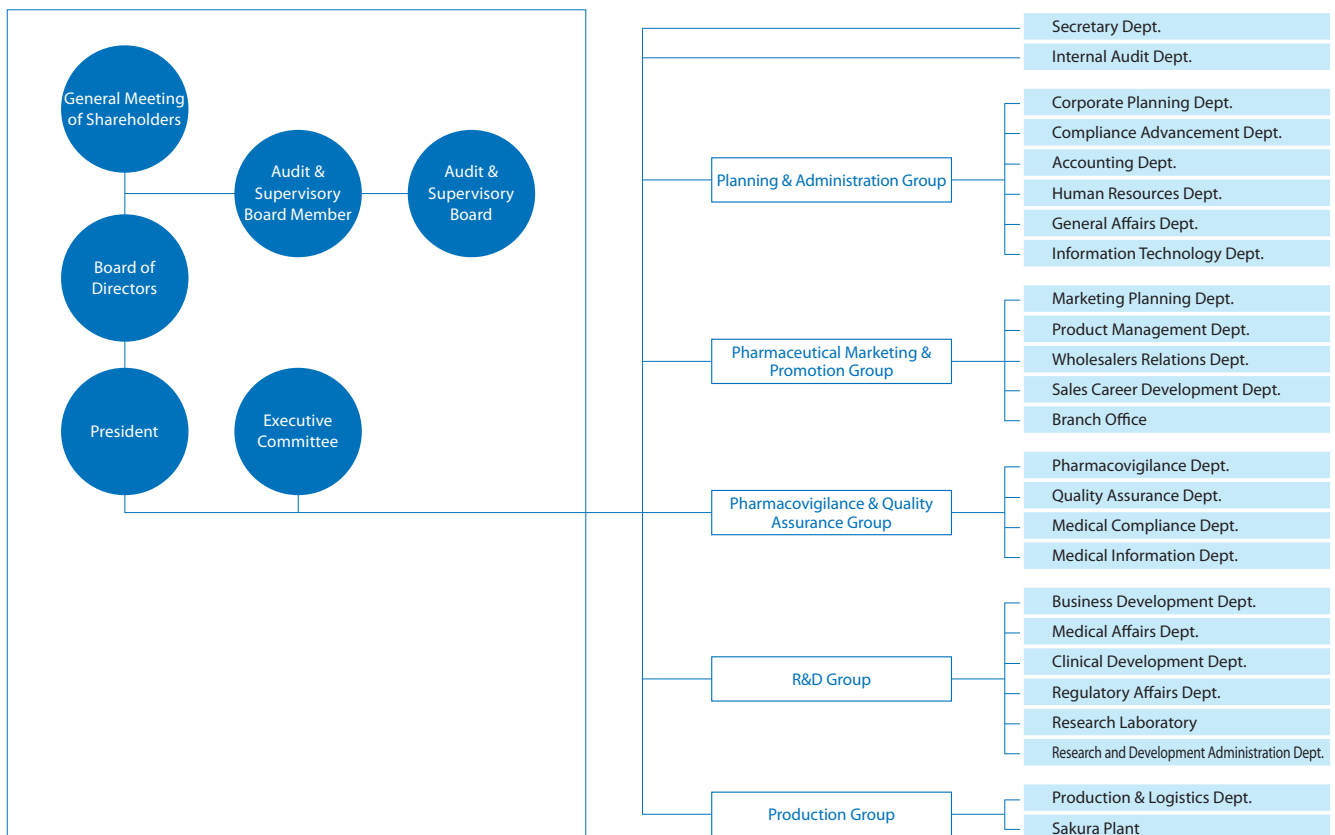 General Meeting
of Shareholders
Audit &
Supervisory
Board Member
Audit &
Supervisory
Board
Board of
Directors
President
Executive
Committee
Secretary Dept.
Internal Audit Dept.
Planning & Administration Group
Corporate Planning Dept.
Compliance Advancement Dept.
Accounting Dept.
Human Resources Dept.
General Affairs Dept.
Information Technology Dept.
Pharmaceutical Marketing &
Promotion Group
Marketing Planning Dept.
Product Management Dept.
Wholesalers Relations Dept.
Sales Career Development Dept.
Branch Office
Pharmacovigilance & Quality
Assurance Group
Pharmacovigilance Dept.
Quality Assurance Dept.
Medical Compliance Dept.
Medical Information Dept.
R&D Group
Business Development Dept.
Medical Affairs Dept.
Clinical Development Dept.
Regulatory Affairs Dept.
Research Laboratory
Research and Development Administration Dept.
Production Group
Production & Logistics Dept.
Sakura Plant